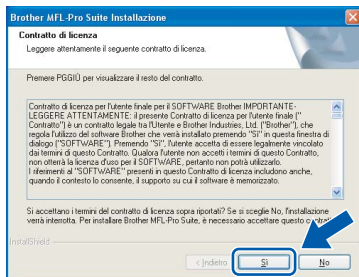 Brother MFL-Pro Suite Installazione
Contratto di licenza
Leggere attentamente il seguente contratto di licenza.
Premere PGGIÙ per visualizzare il resto del contratto.
Contratto di licenza per l'utente finale per il SOFTWARE Brother IMPORTANTE-
LEGGERE ATTENTAMENTE: il presente Contratto di licenza per l'utente finale ("
Contratto") è un contratto legale tra l'Utente e Brother Industries, Ltd. ("Brother"), che
regola l'utilizzo del software Brother che verrà installato premendo "Sì" in questa finestra di
dialogo ("SOFTWARE"). Premendo "Sì", l'utente accetta di essere legalmente vincolato
dai termini di questo Contratto. Qualora l'utente non accetti i termini di questo Contratto,
non otterrà la licenza d'uso per il SOFTWARE, pertanto non potrà utilizzarlo.
I riferimenti al "SOFTWARE" presenti in questo Contratto di licenza includono anche,
quando il contesto lo consente, il supporto su cui il software è memorizzato.
Si accettano i termini del contratto di licenza sopra riportati? Se si sceglie No, l'installazione
verrà interrotta. Per installare Brother MFL-Pro Suite, è necessario accettare questo
InstallShield
< Indietro
Sì
No